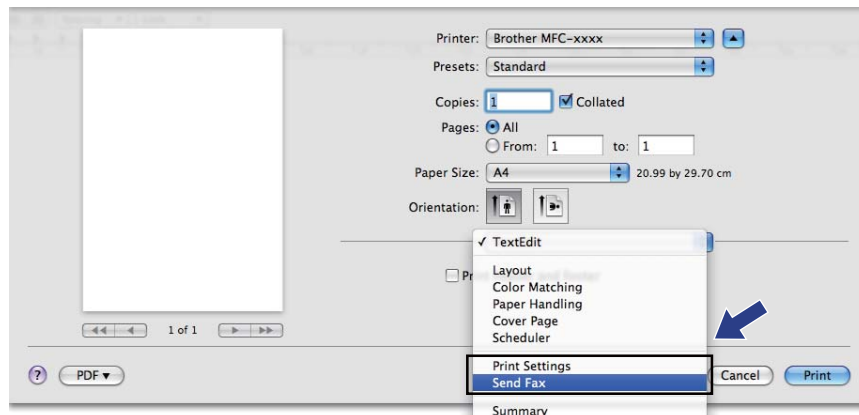 Printer: Brother MFC-xxxx
Presets: Standard
Copies: 1 Collated
Pages: All
From: 1 to: 1
Paper Size: A4 20.99 by 29.70 cm
Orientation:
✓ TextEdit
Layout
Color Matching
Paper Handling
Cover Page
Scheduler
Print Settings
Send Fax
Summary
1 of 1
? PDF▼ Cancel Print